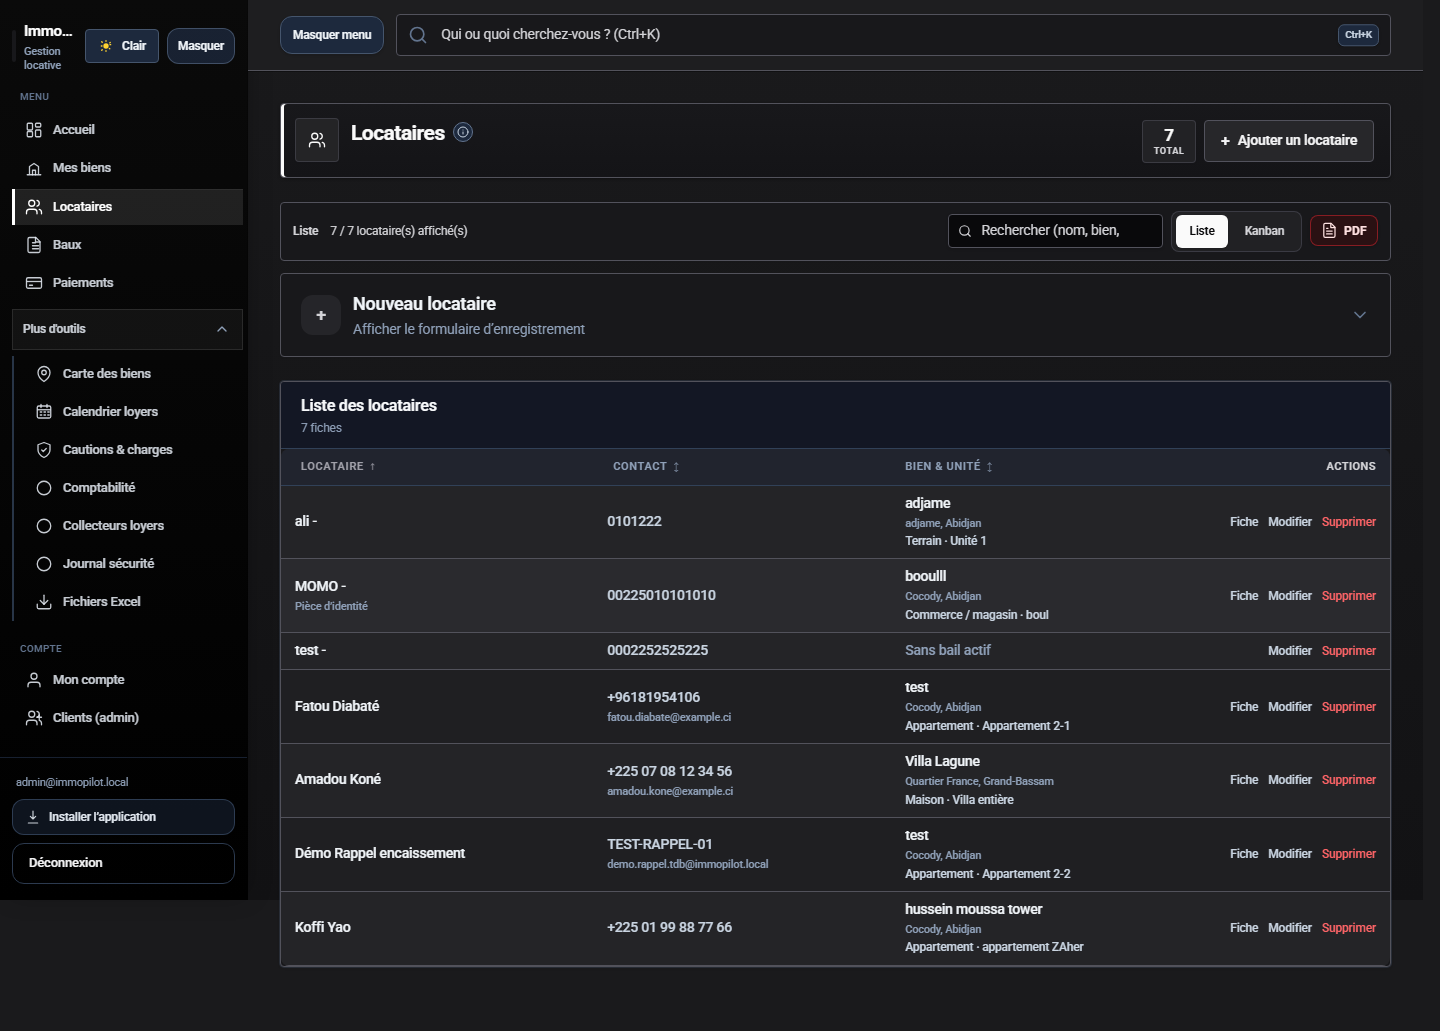 Immo...
Gestion
locative
Clair
Masquer
MENU
Accueil
Mes biens
Locataires
Baux
Paiements
Plus d'outils
Carte des biens
Calendrier loyers
Cautions & charges
Comptabilité
Collecteurs loyers
Journal sécurité
Fichiers Excel
COMPTE
Mon compte
Clients (admin)
admin@immopilot.local
Installer l'application
Déconnexion
Masquer menu
Qui ou quoi cherchez-vous ? (Ctrl+K)
Ctrl+K
Locataires
7
TOTAL
+ Ajouter un locataire
Liste 7 / 7 locataire(s) affiché(s)
Rechercher (nom, bien,
Liste
Kanban
PDF
+
Nouveau locataire
Afficher le formulaire d'enregistrement
Liste des locataires
7 fiches
LOCATAIRE ↑ CONTACT ↕ BIEN & UNITÉ ↕ ACTIONS
ali -
0101222
adjame
adjame, Abidjan
Terrain · Unité 1
Fiche Modifier Supprimer
MOMO -
Pièce d'identité
00225010101010
booulll
Cocody, Abidjan
Commerce / magasin · boul
Fiche Modifier Supprimer
test -
0002252525225
Sans bail actif
Modifier Supprimer
Fatou Diabaté
+96181954106
fatou.diabate@example.ci
test
Cocody, Abidjan
Appartement · Appartement 2-1
Fiche Modifier Supprimer
Amadou Koné
+225 07 08 12 34 56
amadou.kone@example.ci
Villa Lagune
Quartier France, Grand-Bassam
Maison · Villa entière
Fiche Modifier Supprimer
Démo Rappel encaissement
TEST-RAPPEL-01
demo.rappel.tdb@immopilot.local
test
Cocody, Abidjan
Appartement · Appartement 2-2
Fiche Modifier Supprimer
Koffi Yao
+225 01 99 88 77 66
hussein moussa tower
Cocody, Abidjan
Appartement · appartement ZAher
Fiche Modifier Supprimer